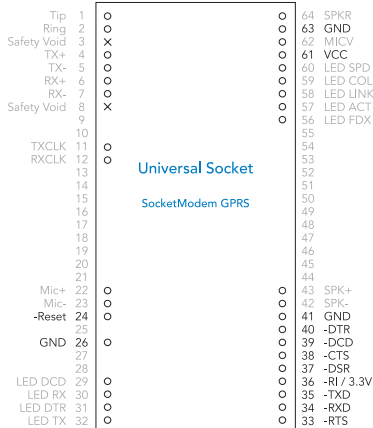 Tip 1 64 SPKR
Ring 2 63 GND
Safety Void 3 62 MICV
TX+ 4 61 VCC
TX- 5 60 LED SPD
RX+ 6 59 LED COL
RX- 7 58 LED LINK
Safety Void 8 57 LED ACT
9 56 LED FDX
10 55
TXCLK 11 54
RXCLK 12 53
13 Universal Socket 52
14 51
15 50
16 SocketModem GPRS 49
17 48
18 47
19 46
20 45
21 44
Mic+ 22 43 SPK+
Mic- 23 42 SPK-
-Reset 24 41 GND
25 40 -DTR
GND 26 39 -DCD
27 38 -CTS
28 37 -DSR
LED DCD 29 36 -RI / 3.3V
LED RX 30 35 -TXD
LED DTR 31 34 -RXD
LED TX 32 33 -RTS